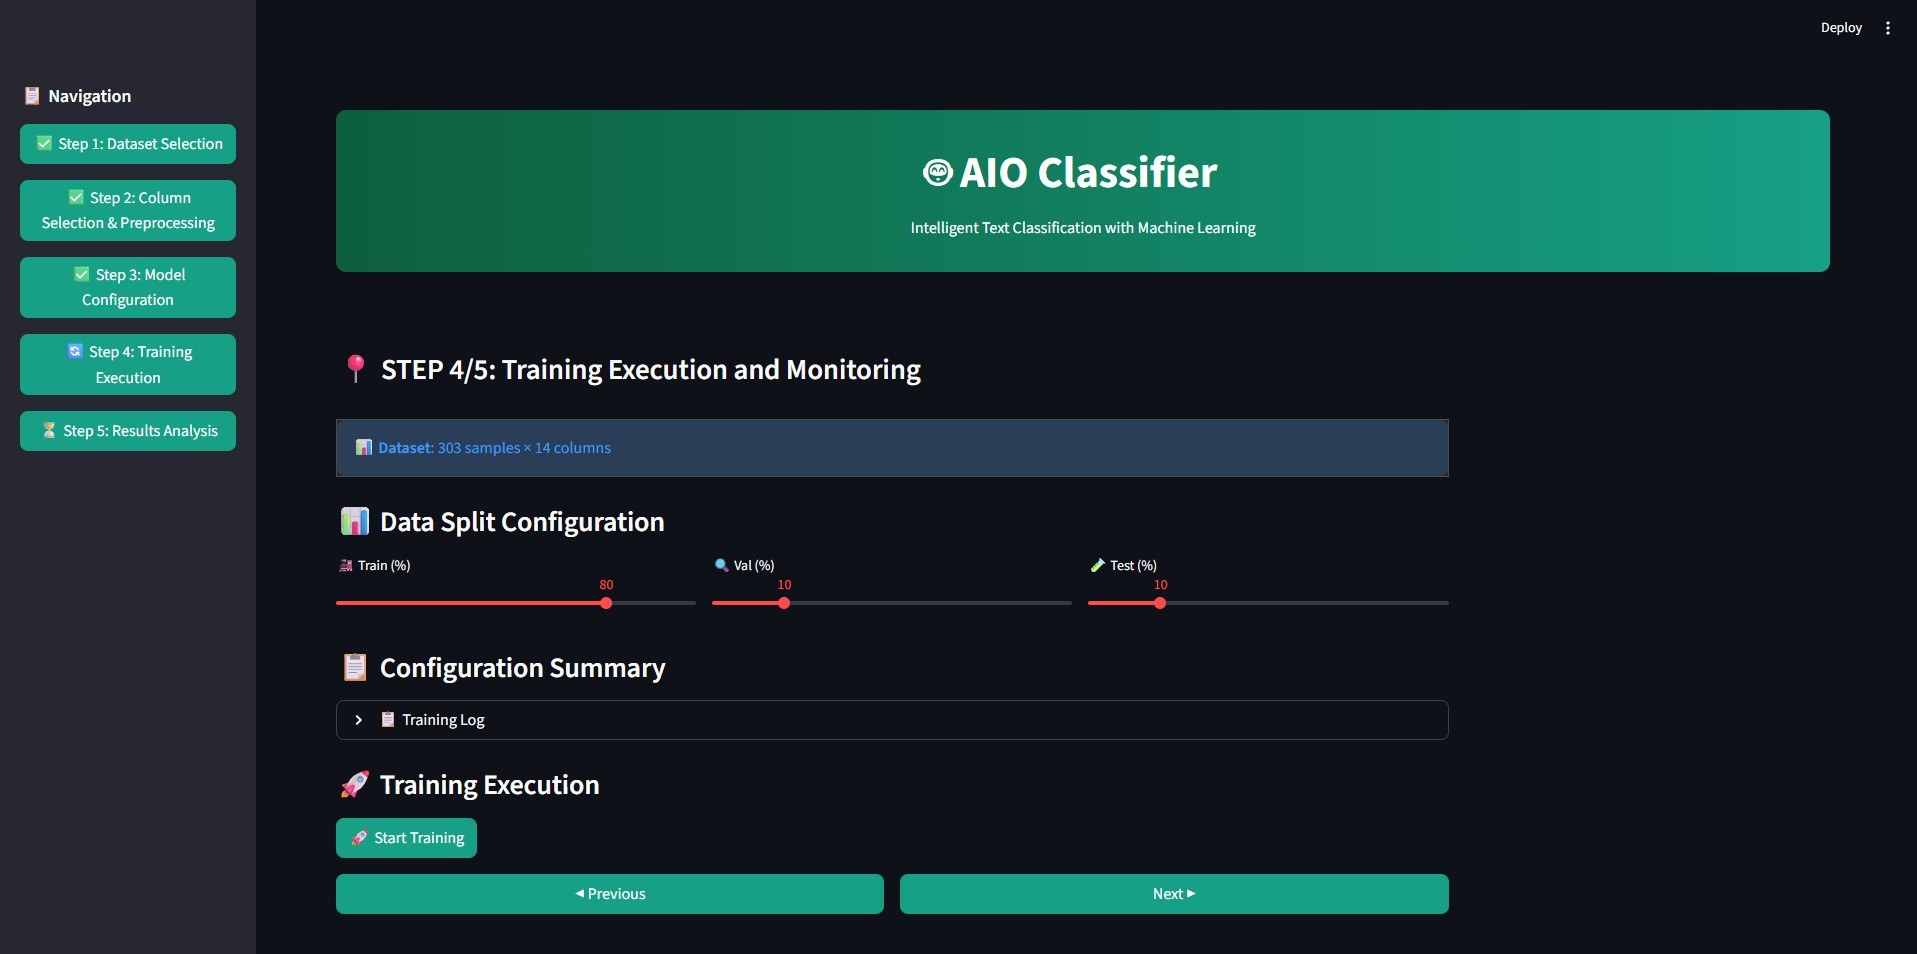 Deploy
Navigation
Step 1: Dataset Selection
Step 2: Column
Selection & Preprocessing
Step 3: Model
Configuration
Step 4: Training
Execution
Step 5: Results Analysis
AIO Classifier
Intelligent Text Classification with Machine Learning
STEP 4/5: Training Execution and Monitoring
Dataset: 303 samples × 14 columns
Data Split Configuration
Train (%)
80
Val (%)
10
Test (%)
10
Configuration Summary
Training Log
Training Execution
Start Training
Previous
Next